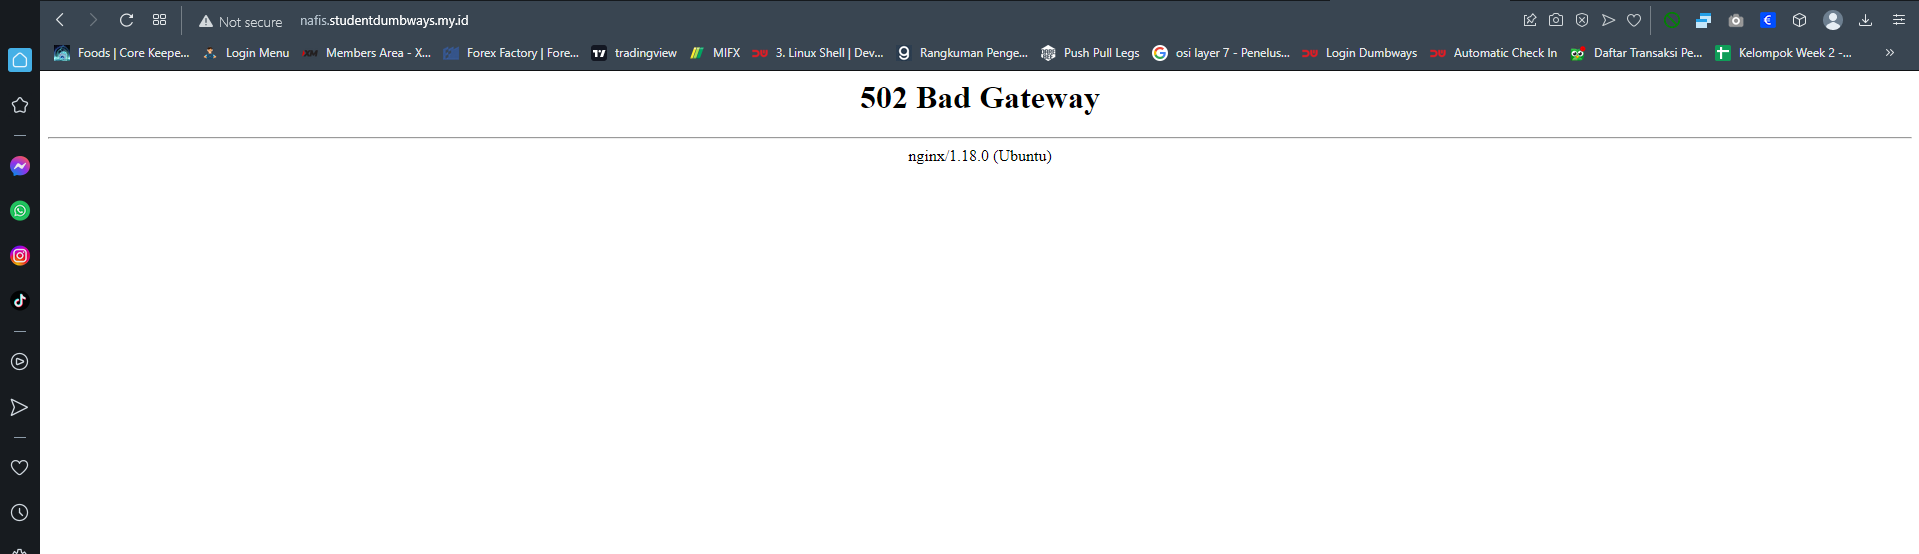 Not secure nafis.studentdumbways.my.id
Foods | Core Keepe... Login Menu Members Area - X... Forex Factory | Fore... tradingview MIFX 3. Linux Shell | Dev... Rangkuman Penge... Push Pull Legs osi layer 7 - Penelus... Login Dumbways Automatic Check In Daftar Transaksi Pe... Kelompok Week 2 -...
502 Bad Gateway
nginx/1.18.0 (Ubuntu)